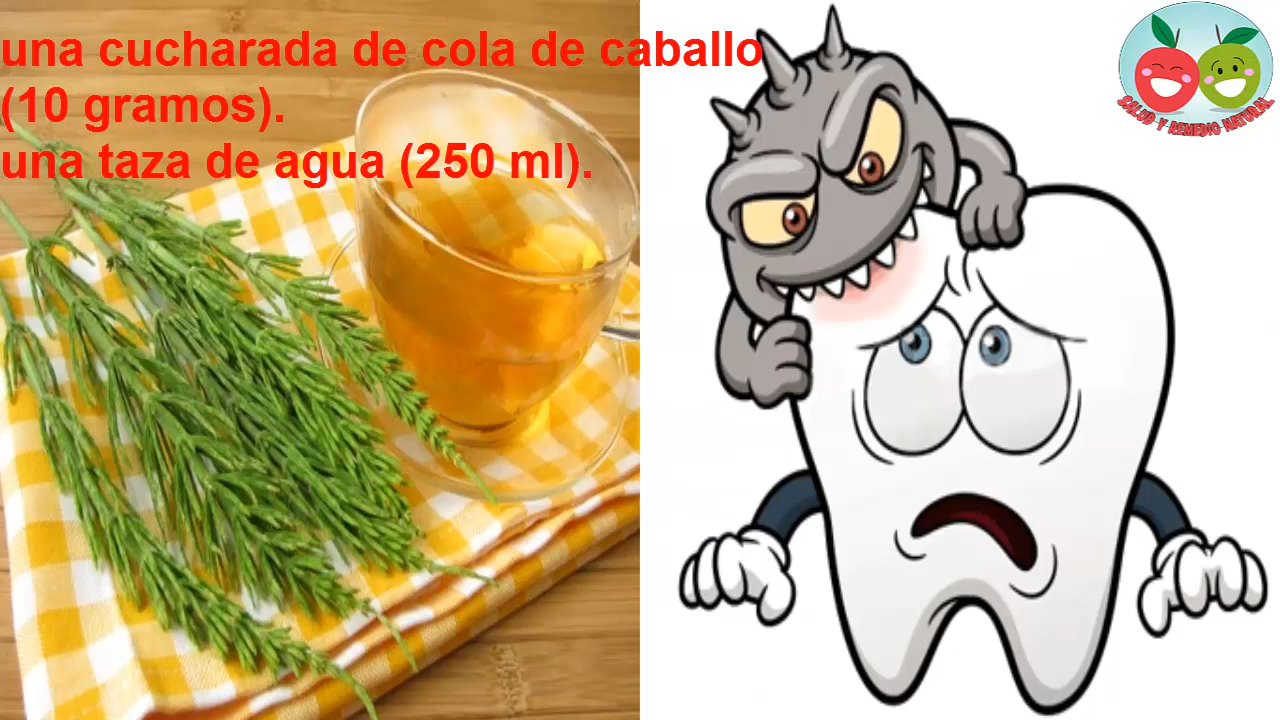 una cucharada de cola de caballo
(10 gramos).
una taza de agua (250 ml).
SALUD Y REMEDIO NATURAL